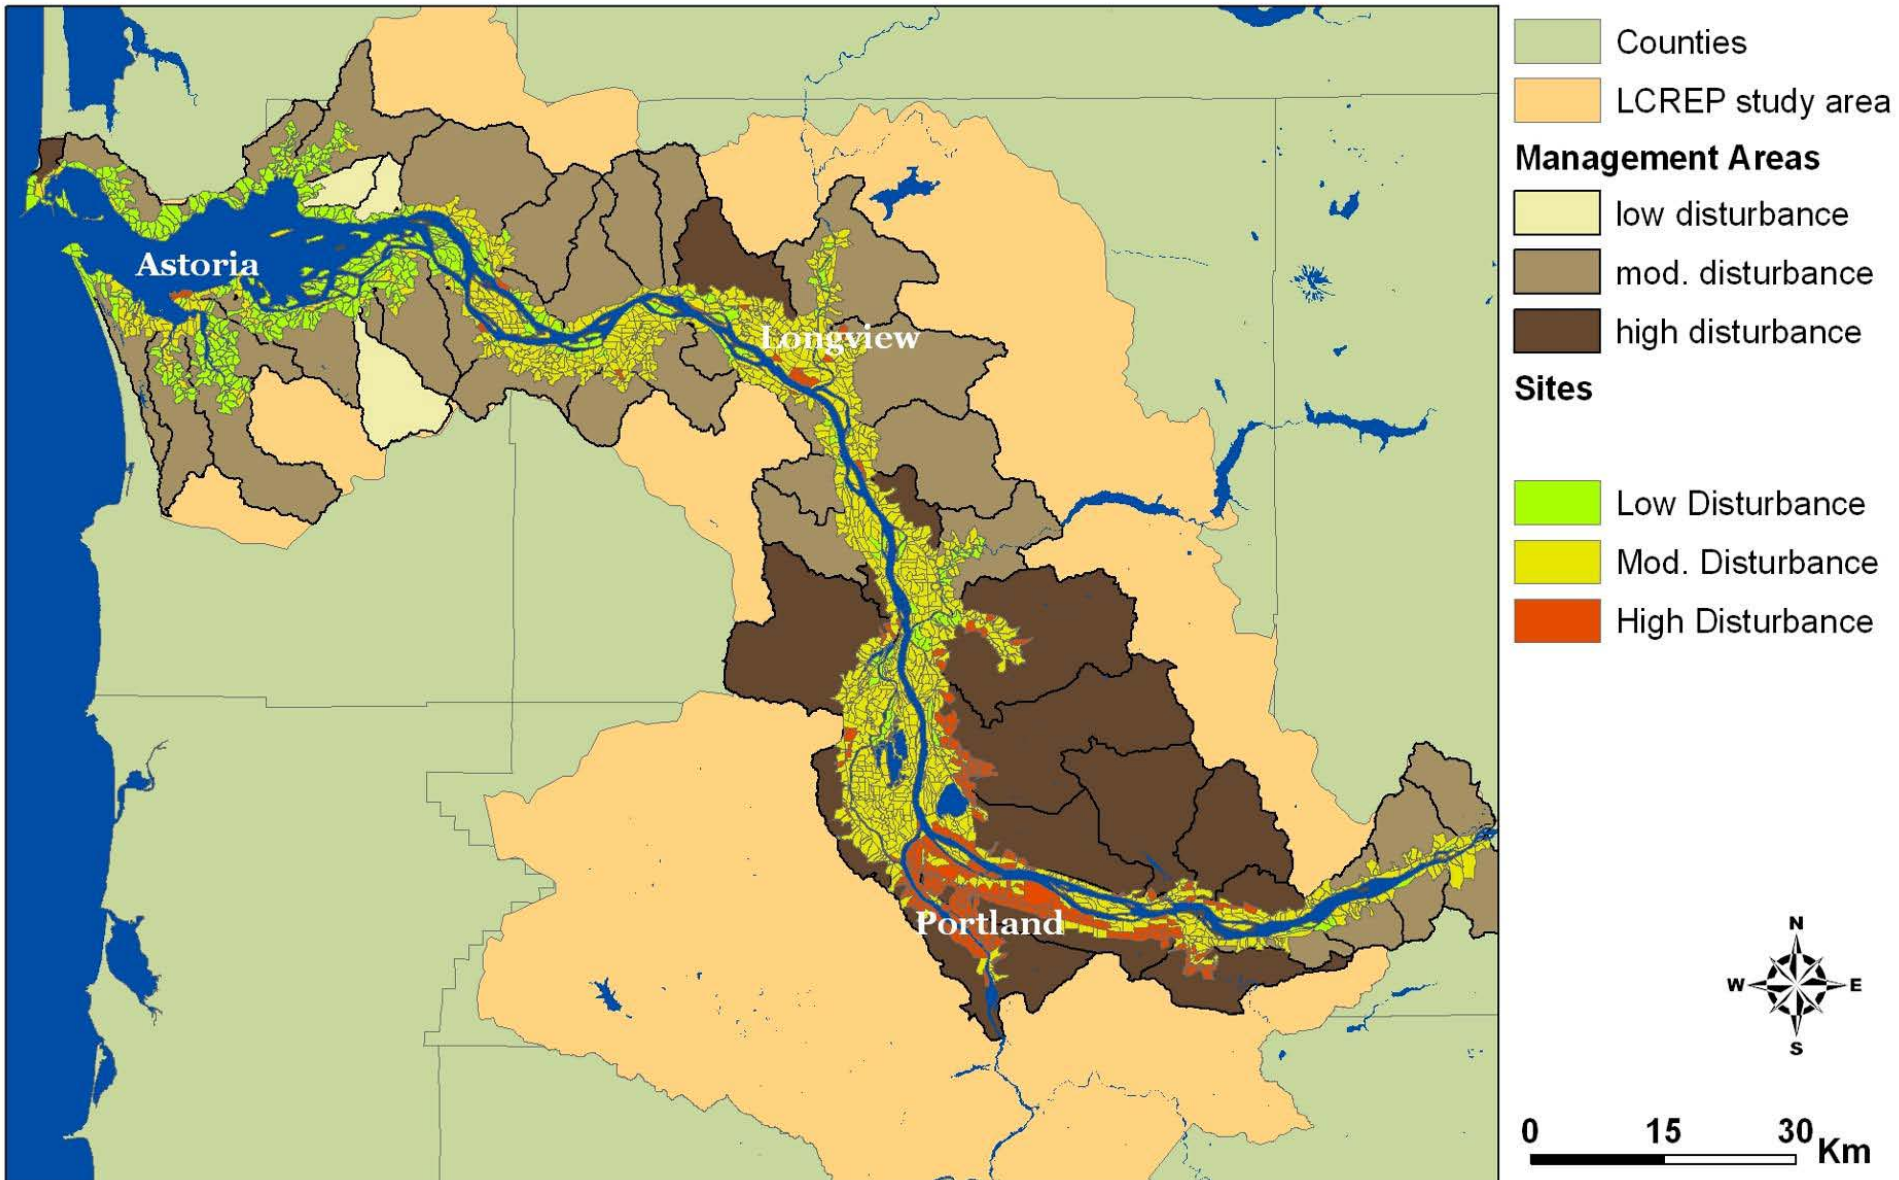 Counties
LCREP study area
Management Areas
low disturbance
mod. disturbance
high disturbance
Sites
Low Disturbance
Mod. Disturbance
High Disturbance
Astoria
Longview
Portland
N
W E
S
0 15 30 Km